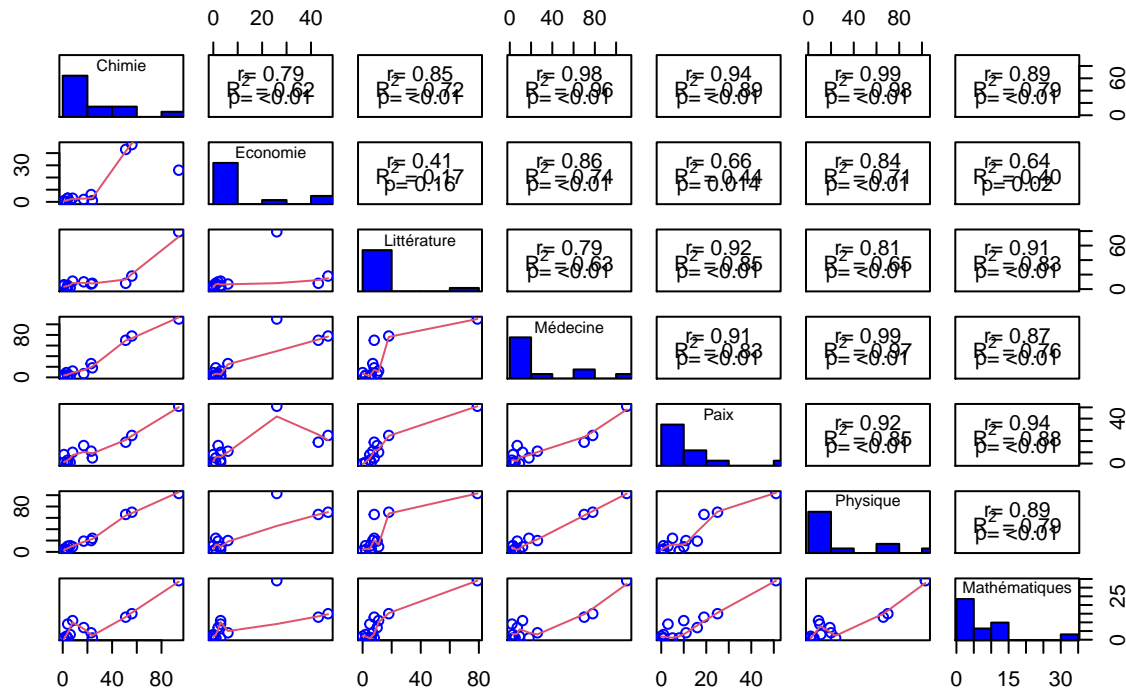 0 20 40
0 40 80
0 40 80
Chimie
r= 0.79
R2 = 0.62
p= <0.01
r= 0.85
R2 = 0.72
p= <0.01
r= 0.98
R2 = 0.96
p= <0.01
r= 0.94
R2 = 0.89
p= <0.01
r= 0.99
R2 = 0.98
p= <0.01
r= 0.89
R2 = 0.79
p= <0.01
0 60
0 30
Economie
r= 0.41
R2 = 0.17
p= 0.16
r= 0.86
R2 = 0.74
p= <0.01
r= 0.66
R2 = 0.44
p= 0.014
r= 0.84
R2 = 0.71
p= <0.01
r= 0.64
R2 = 0.40
p= 0.02
Littérature
r= 0.79
R2 = 0.63
p= <0.01
r= 0.92
R2 = 0.85
p= <0.01
r= 0.81
R2 = 0.65
p= <0.01
r= 0.91
R2 = 0.83
p= <0.01
0 60
0 80
Médecine
r= 0.91
R2 = 0.83
p= <0.01
r= 0.99
R2 = 0.97
p= <0.01
r= 0.87
R2 = 0.76
p= <0.01
Paix
r= 0.92
R2 = 0.85
p= <0.01
r= 0.94
R2 = 0.88
p= <0.01
0 40
0 80
Physique
r= 0.89
R2 = 0.79
p= <0.01
Mathématiques
0 25
0 40 80
0 40 80
0 20 40
0 15 30